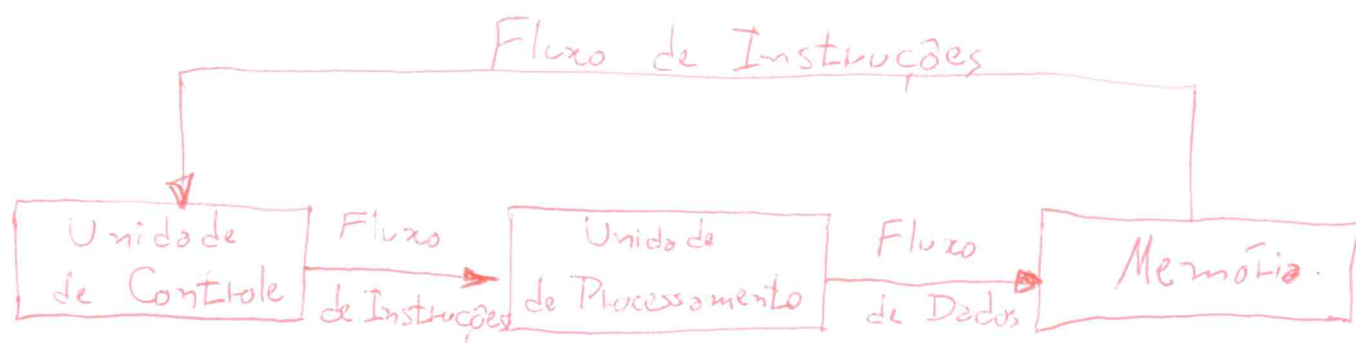 Fluxo de Instruções
Unidade
de Controle
Fluxo
de Instruções
Unidade
de Processamento
Fluxo
de Dados
Memória.